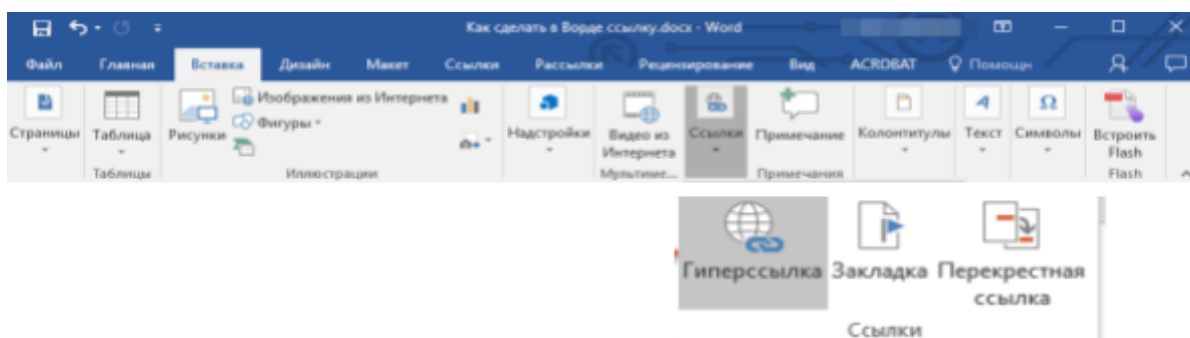 Как сделать в Ворде ссылку.docx - Word
Файл Главная Вставка Дизайн Макет Ссылки Рассылки Рецензирование Вид ACROBAT Помощн
Страницы Таблица Рисунки Изображения из Интернета Фигуры Надстройки Видео из Интернета Ссылки Примечание Колонтитулы Текст Символы Встроить Flash
Таблицы Иллюстрации Мультиме... Примечания Flash
Гиперссылка Закладка Перекрестная
ссылка
Ссылки